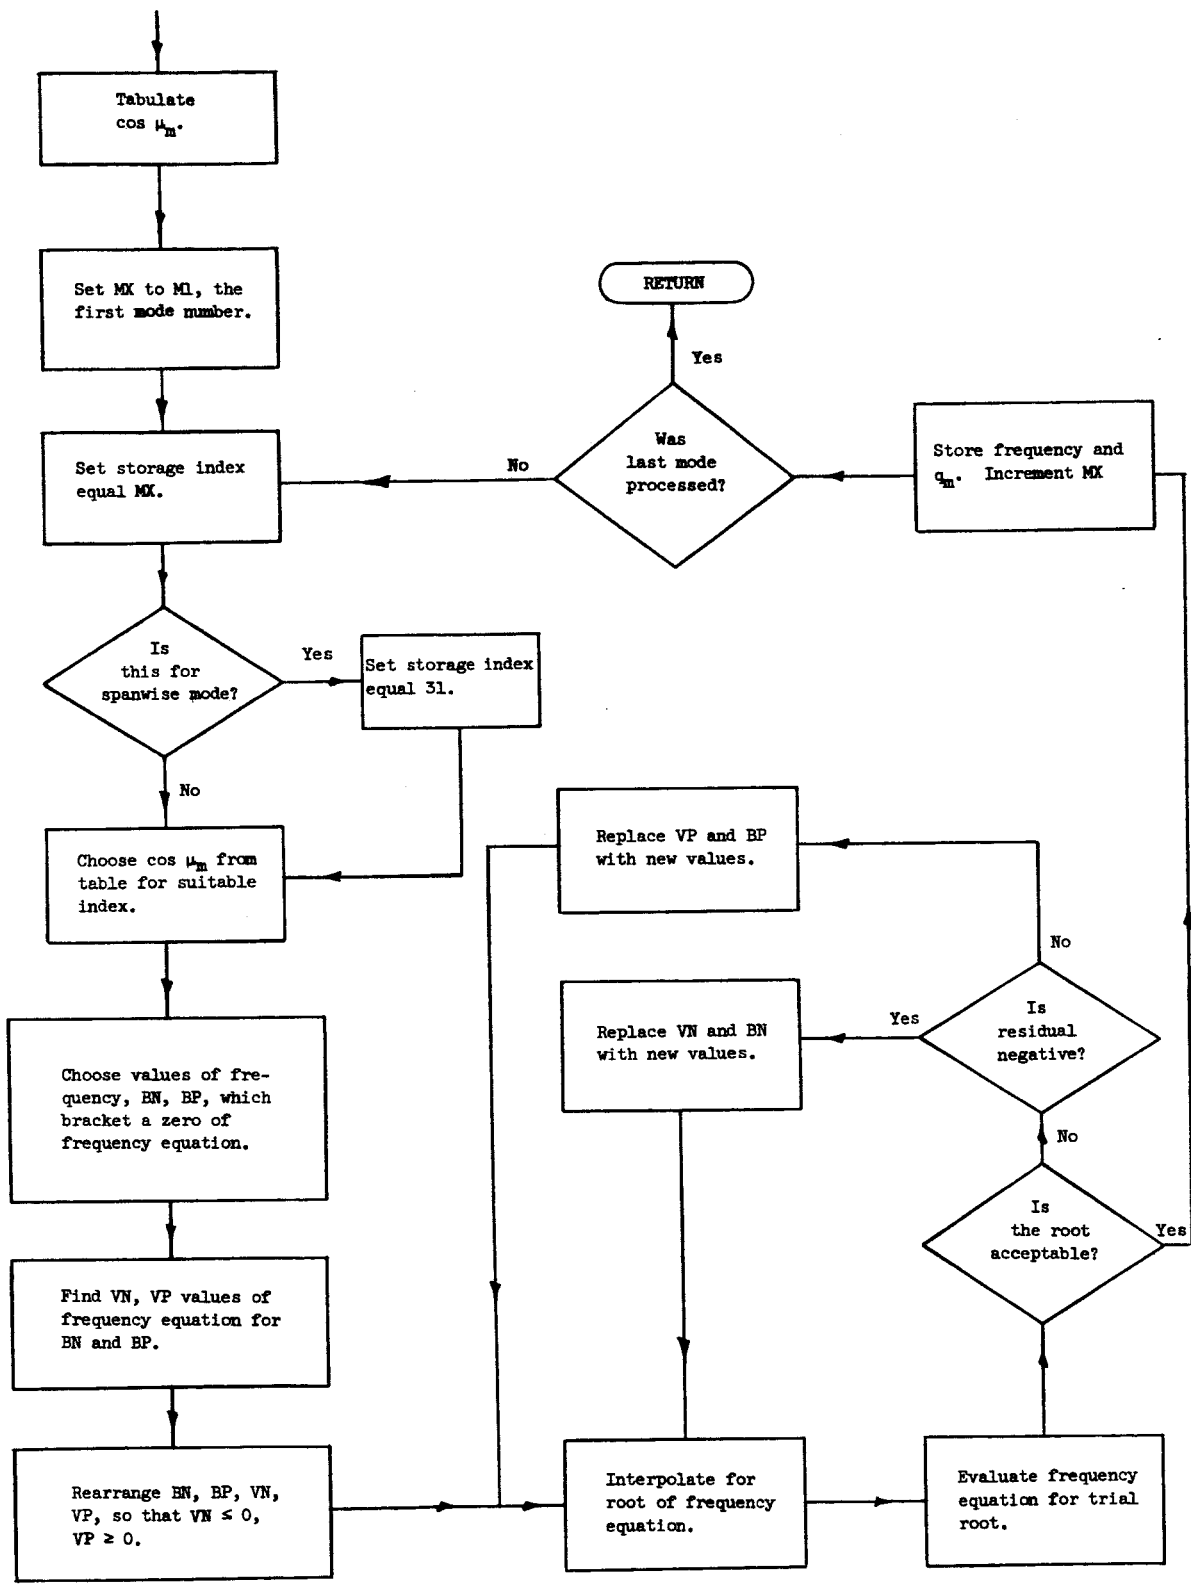 Tabulate
cos μm.
Set MX to M1, the
first mode number.
Set storage index
equal MX.
Is
this for
spanwise mode?
Yes
Set storage index
equal 31.
No
Choose cos μm from
table for suitable
index.
Choose values of fre-
quency, BN, BP, which
bracket a zero of
frequency equation.
Find VN, VP values of
frequency equation for
BN and BP.
Rearrange BN, BP, VN,
VP, so that VN ≤ 0,
VP ≥ 0.
Interpolate for
root of frequency
equation.
Evaluate frequency
equation for trial
root.
Is
the root
acceptable?
Yes
No
Is
residual
negative?
Yes
No
Replace VN and BN
with new values.
Replace VP and BP
with new values.
Store frequency and
qm. Increment MX
Was
last mode
processed?
No
Yes
RETURN